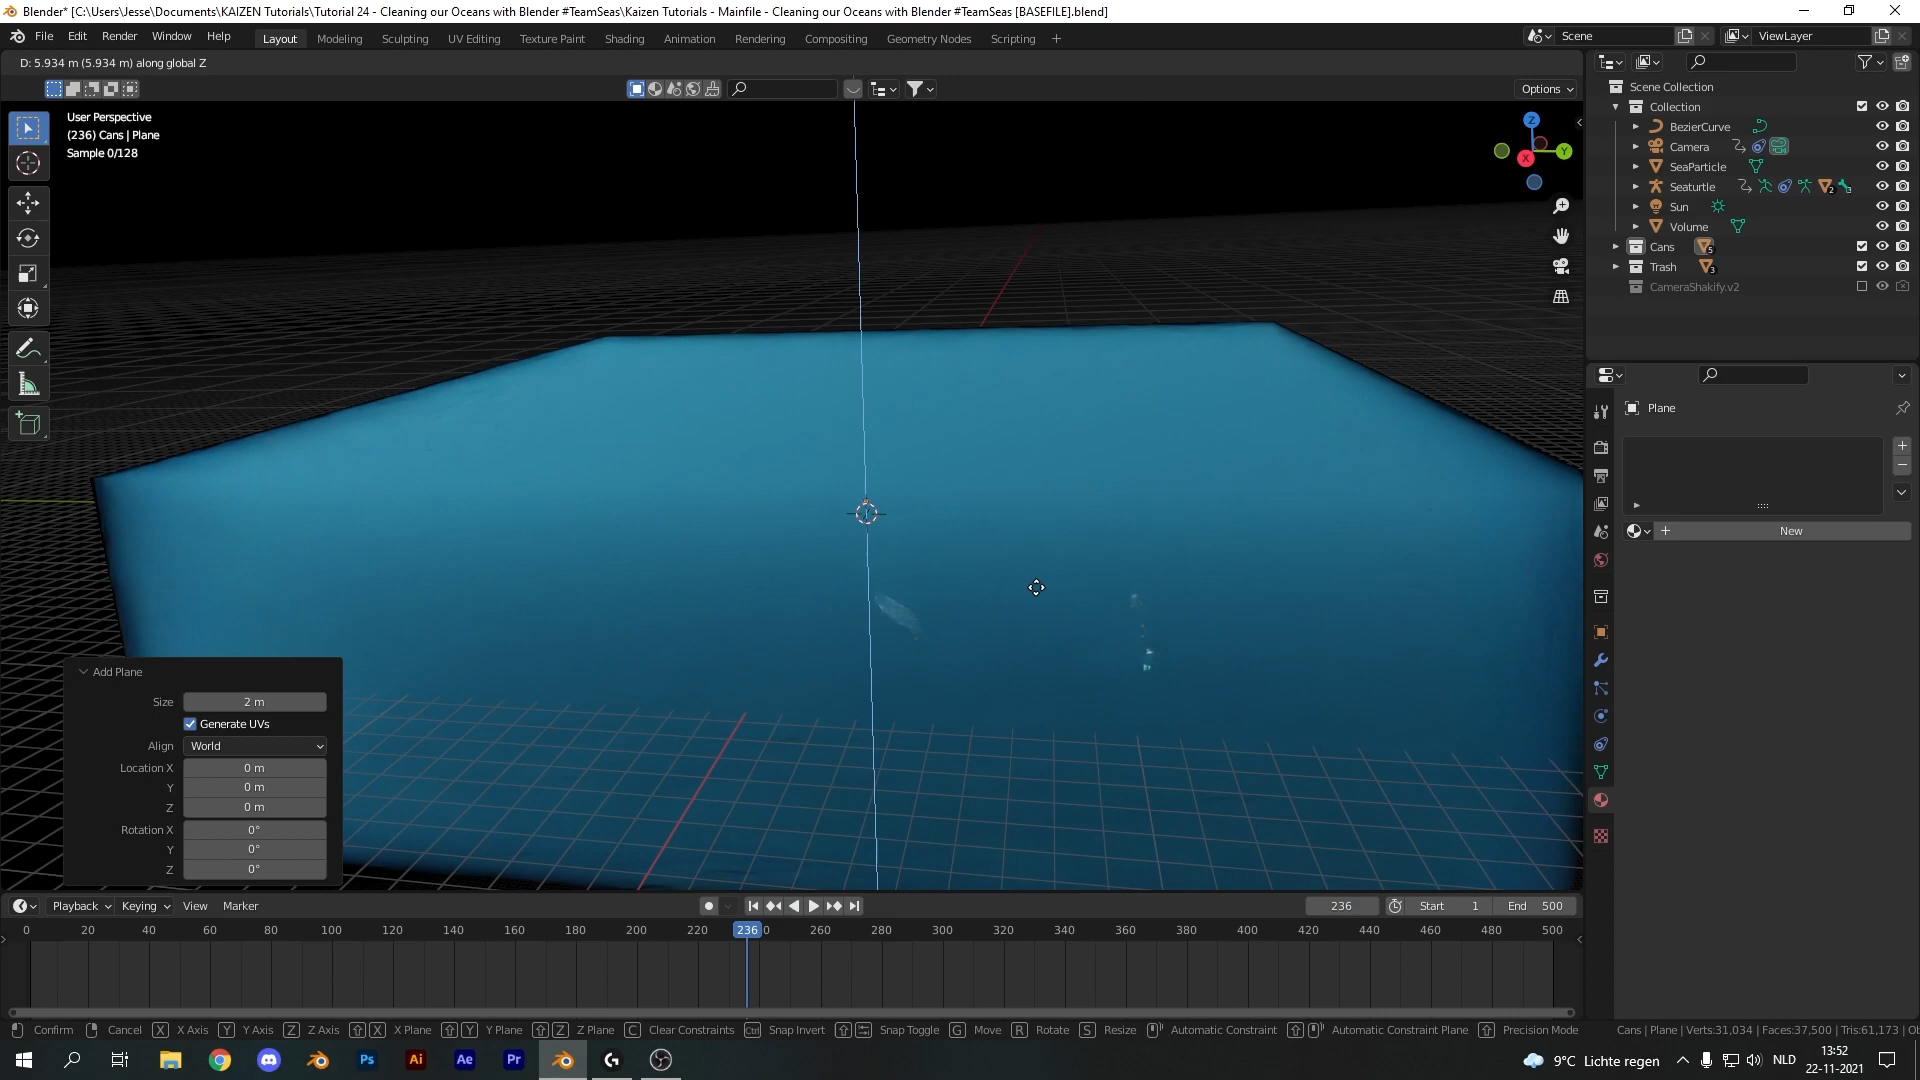 Blender* [C:\Users\Jesse\Documents\KAIZEN Tutorials\Tutorial 24 - Cleaning our Oceans with Blender #TeamSeas\Kaizen Tutorials - Mainfile - Cleaning our Oceans with Blender #TeamSeas [BASEFILE].blend]
File Edit Render Window Help Layout Modeling Sculpting UV Editing Texture Paint Shading Animation Rendering Compositing Geometry Nodes Scripting + Scene ViewLayer
D: 5.934 m (5.934 m) along global Z
Options
User Perspective
(236) Cans | Plane
Sample 0/128
Z
Y
X
Scene Collection
Collection
BezierCurve
Camera
SeaParticle
Seaturtle 2 3
Sun
Volume
Cans 5
Trash 3
CameraShakify.v2
Plane
New
Add Plane
Size 2 m
Generate UVs
Align World
Location X 0 m
Y 0 m
Z 0 m
Rotation X 0°
Y 0°
Z 0°
Playback Keying View Marker 236 Start 1 End 500
0 20 40 60 80 100 120 140 160 180 200 220 236 260 280 300 320 340 360 380 400 420 440 460 480 500
Confirm Cancel X X Axis Y Y Axis Z Z Axis X X Plane Y Y Plane Z Z Plane C Clear Constraints Ctrl Snap Invert Snap Toggle G Move R Rotate S Resize Automatic Constraint Automatic Constraint Plane Precision Mode Cans | Plane | Verts:31,034 | Faces:37,500 | Tris:61,173 |
Ps Ai Ae Pr 9°C Lichte regen NLD 13:52
22-11-2021